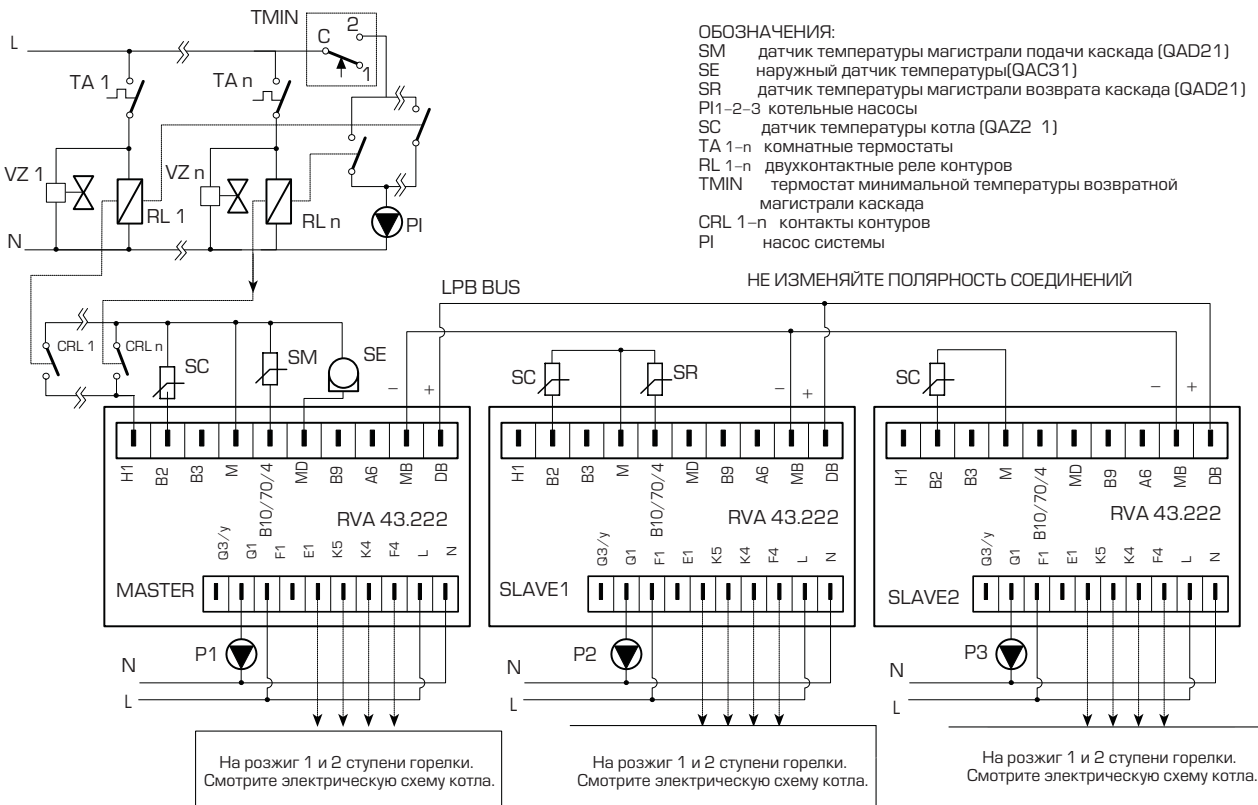 TMIN
L
C
2
1
TA 1
TA n
VZ 1
VZ n
RL 1
RL n
PI
N
ОБОЗНАЧЕНИЯ:
SM датчик температуры магистрали подачи каскада (QAD21)
SE наружный датчик температуры(QAC31)
SR датчик температуры магистрали возврата каскада (QAD21)
PI1-2-3 котельные насосы
SC датчик температуры котла (QAZ2 1)
TA 1-n комнатные термостаты
RL 1-n двухконтактные реле контуров
TMIN термостат минимальной температуры возвратной
магистрали каскада
CRL 1-n контакты контуров
PI насос системы
LPB BUS
НЕ ИЗМЕНЯЙТЕ ПОЛЯРНОСТЬ СОЕДИНЕНИЙ
CRL 1
CRL n
SC
SM
SE
– +
SC
SR
– +
SC
– +
H1 B2 B3 M B10/70/4 MD B9 A6 MB DB
RVA 43.222
Q3/y Q1 F1 E1 K5 K4 F4 L N
MASTER
P1
N
L
На розжиг 1 и 2 ступени горелки.
Смотрите электрическую схему котла.
H1 B2 B3 M B10/70/4 MD B9 A6 MB DB
RVA 43.222
Q3/y Q1 F1 E1 K5 K4 F4 L N
SLAVE1
P2
N
L
На розжиг 1 и 2 ступени горелки.
Смотрите электрическую схему котла.
H1 B2 B3 M B10/70/4 MD B9 A6 MB DB
RVA 43.222
Q3/y Q1 F1 E1 K5 K4 F4 L N
SLAVE2
P3
N
L
На розжиг 1 и 2 ступени горелки.
Смотрите электрическую схему котла.